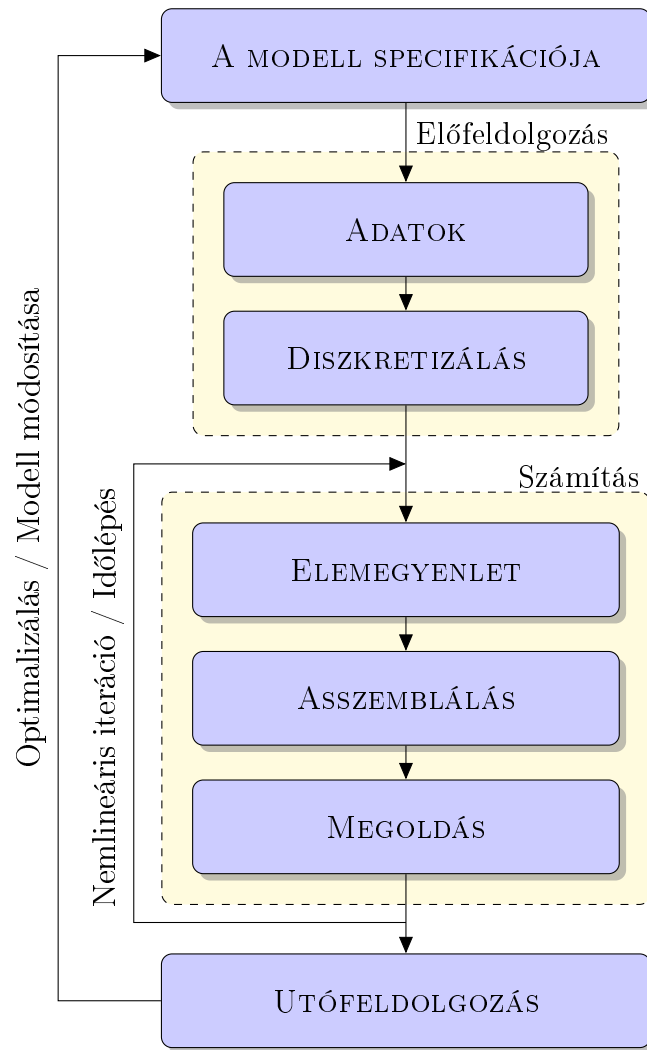 A MODELL SPECIFIKÁCIÓJA
Előfeldolgozás
ADATOK
DISZKRETIZÁLÁS
Számítás
ELEMEGYENLET
ASSZEMBLÁLÁS
MEGOLDÁS
UTÓFELDOLGOZÁS
Nemlineáris iteráció / Időlépés
Optimalizálás / Modell módosítása